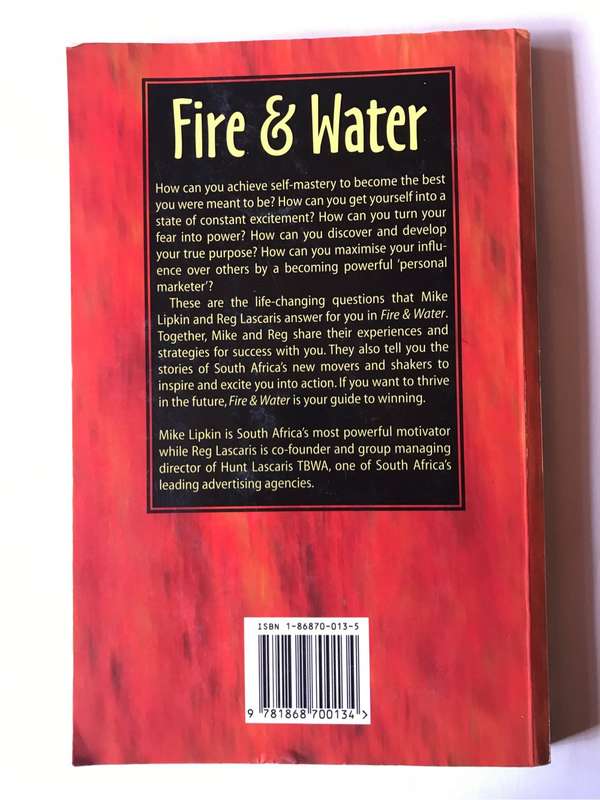 Fire & Water
How can you achieve self-mastery to become the best
you were meant to be? How can you get yourself into a
state of constant excitement? How can you turn your
fear into power? How can you discover and develop
your true purpose? How can you maximise your influ-
ence over others by a becoming powerful ‘personal
marketer’?
These are the life-changing questions that Mike
Lipkin and Reg Lascaris answer for you in Fire & Water.
Together, Mike and Reg share their experiences and
strategies for success with you. They also tell you the
stories of South Africa’s new movers and shakers to
inspire and excite you into action. If you want to thrive
in the future, Fire & Water is your guide to winning.
Mike Lipkin is South Africa’s most powerful motivator
while Reg Lascaris is co-founder and group managing
director of Hunt Lascaris TBWA, one of South Africa’s
leading advertising agencies.
ISBN 1-86870-013-5
9 781868 700134 >